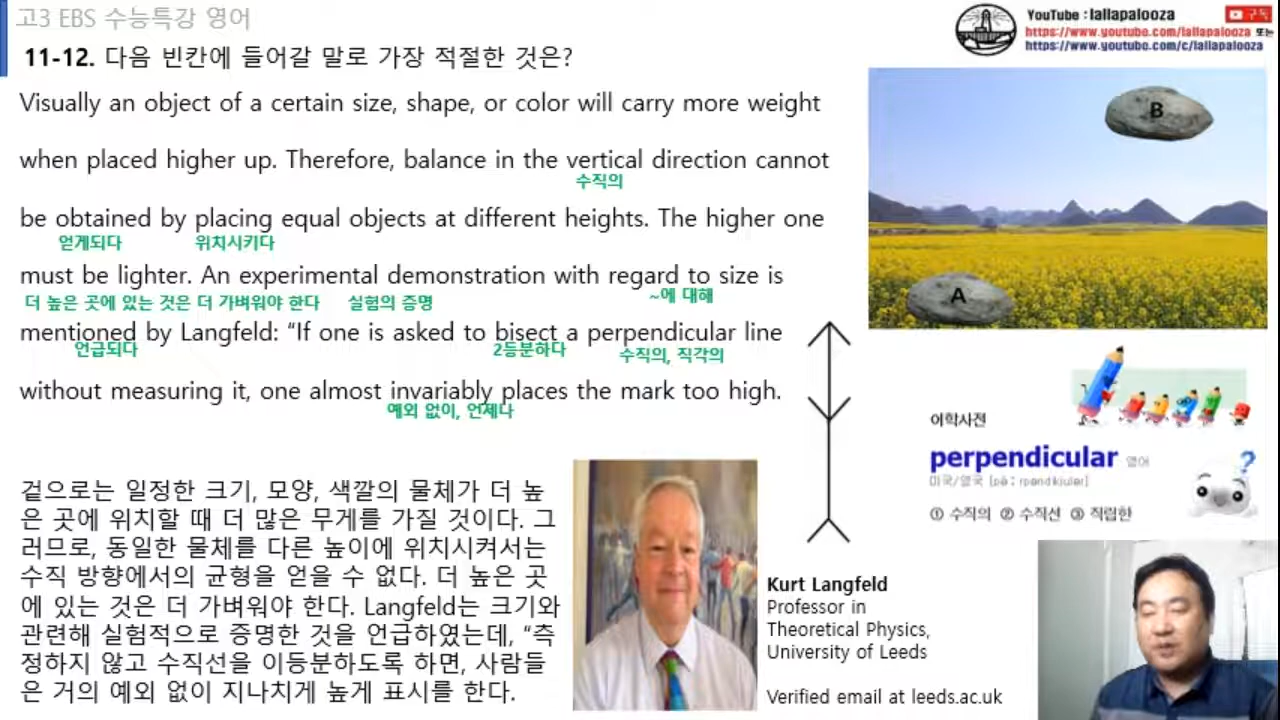 고3 EBS 수능특강 영어
YouTube : lallapalooza
구독
https://www.youtube.com/lallapalooza 또는
https://www.youtube.com/c/lallapalooza
11-12. 다음 빈칸에 들어갈 말로 가장 적절한 것은?
Visually an object of a certain size, shape, or color will carry more weight
when placed higher up. Therefore, balance in the vertical direction cannot
수직의
be obtained by placing equal objects at different heights. The higher one
얻게되다 위치시키다
must be lighter. An experimental demonstration with regard to size is
더 높은 곳에 있는 것은 더 가벼워야 한다 실험의 증명 ~에 대해
mentioned by Langfeld: “If one is asked to bisect a perpendicular line
언급되다 2등분하다 수직의, 직각의
without measuring it, one almost invariably places the mark too high.
예외 없이, 언제다
B
A
어학사전
perpendicular 영어
미국/영국 [pə̀ːrpəndíkjulər]
① 수직의 ② 수직선 ③ 직립한
겉으로는 일정한 크기, 모양, 색깔의 물체가 더 높
은 곳에 위치할 때 더 많은 무게를 가질 것이다. 그
러므로, 동일한 물체를 다른 높이에 위치시켜서는
수직 방향에서의 균형을 얻을 수 없다. 더 높은 곳
에 있는 것은 더 가벼워야 한다. Langfeld는 크기와
관련해 실험적으로 증명한 것을 언급하였는데, “측
정하지 않고 수직선을 이등분하도록 하면, 사람들
은 거의 예외 없이 지나치게 높게 표시를 한다.
Kurt Langfeld
Professor in
Theoretical Physics,
University of Leeds
Verified email at leeds.ac.uk